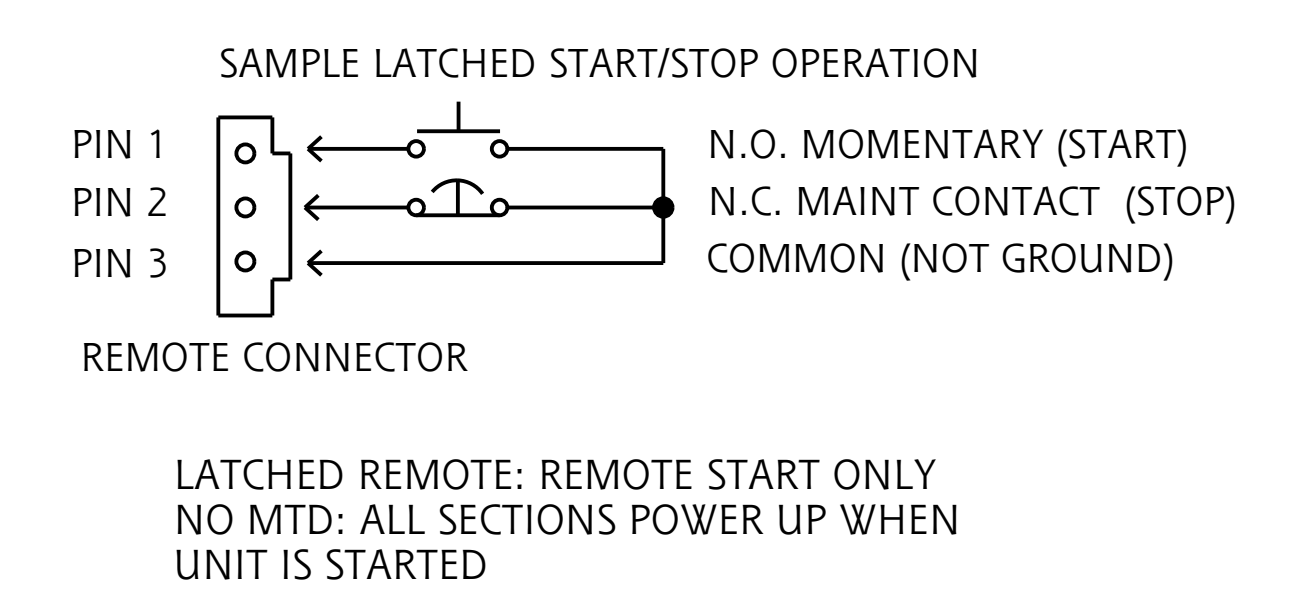 SAMPLE LATCHED START/STOP OPERATION
PIN 1
N.O. MOMENTARY (START)
PIN 2
N.C. MAINT CONTACT (STOP)
PIN 3
COMMON (NOT GROUND)
REMOTE CONNECTOR
LATCHED REMOTE: REMOTE START ONLY
NO MTD: ALL SECTIONS POWER UP WHEN
UNIT IS STARTED